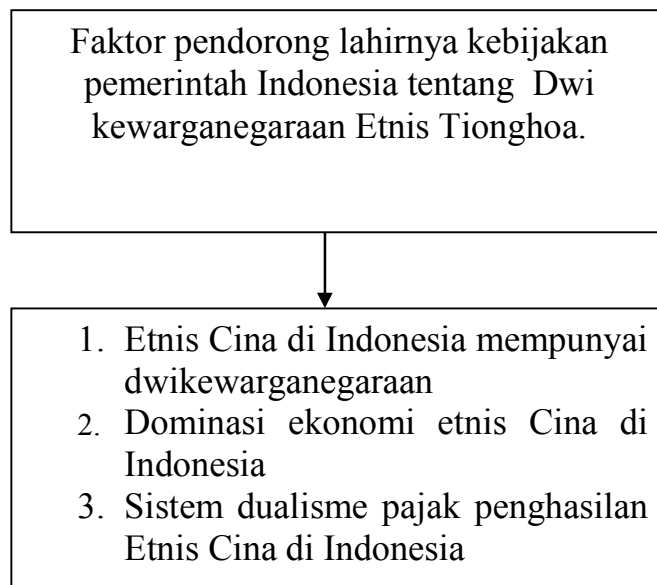 Faktor pendorong lahirnya kebijakan
pemerintah Indonesia tentang Dwi
kewarganegaraan Etnis Tionghoa.
1. Etnis Cina di Indonesia mempunyai
dwikewarganegaraan
2. Dominasi ekonomi etnis Cina di
Indonesia
3. Sistem dualisme pajak penghasilan
Etnis Cina di Indonesia